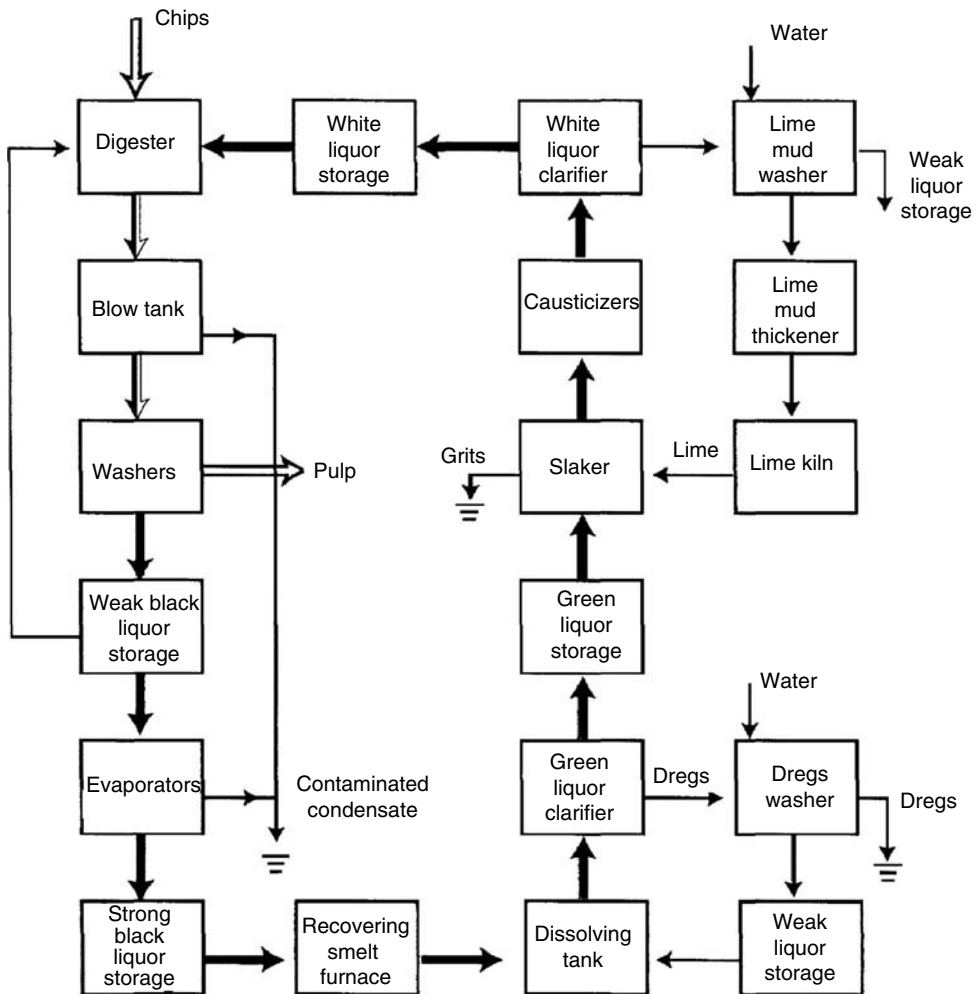 Chips
Water
Digester
White
liquor
storage
White
liquor
clarifier
Lime
mud
washer
Weak
liquor
storage
Blow tank
Causticizers
Lime
mud
thickener
Washers
Pulp
Grits
Slaker
Lime
Lime kiln
Weak black
liquor
storage
Green
liquor
storage
Water
Evaporators
Contaminated
condensate
Green
liquor
clarifier
Dregs
Dregs
washer
Dregs
Strong
black
liquor
storage
Recovering
smelt
furnace
Dissolving
tank
Weak
liquor
storage